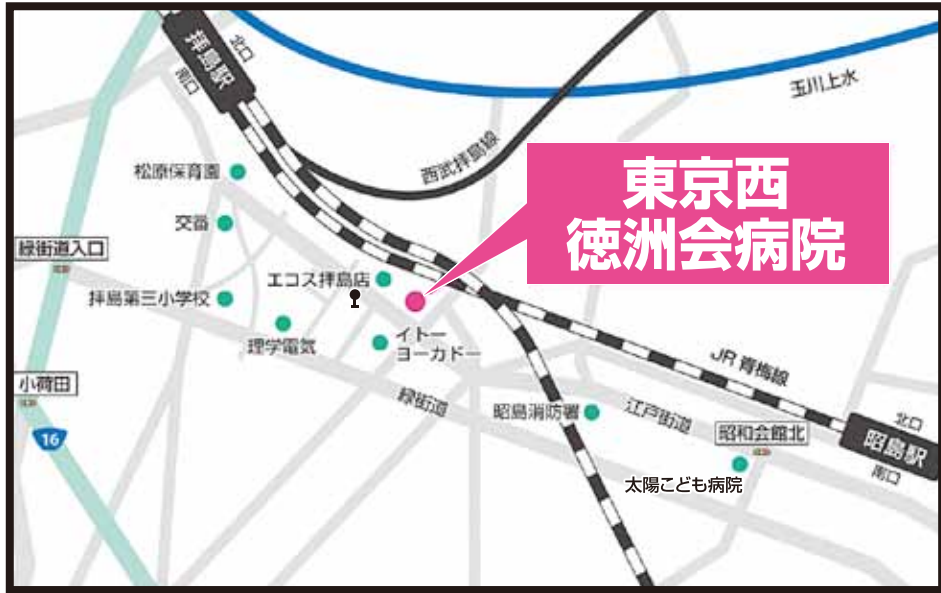 拝島駅
北口
南口
玉川上水
西武拝島線
東京西
徳洲会病院
松原保育園
交番
緑街道入口
エコス拝島店
拝島第三小学校
理学電気
イトー
ヨーカドー
JR 青梅線
小荷田
緑街道
16
昭島消防署
江戸街道
昭和会館北
北口
昭島駅
南口
太陽こども病院